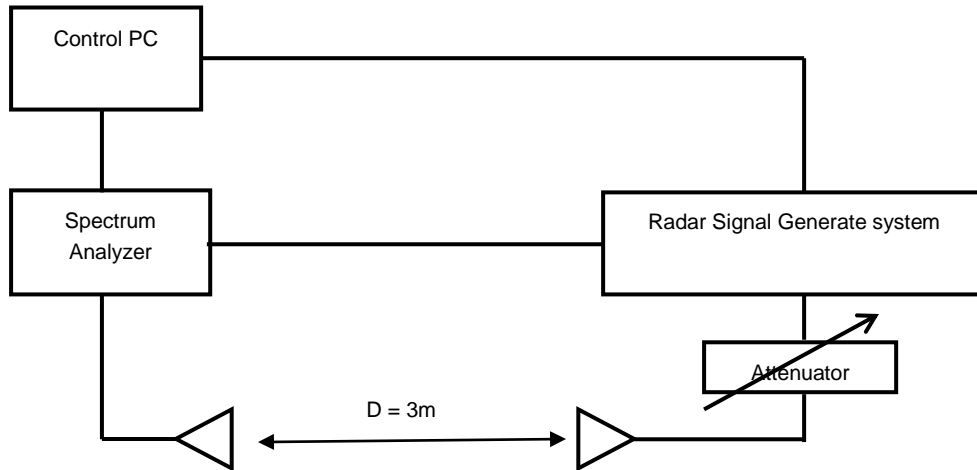 Control PC
Spectrum
Analyzer
Radar Signal Generate system
Attenuator
D = 3m